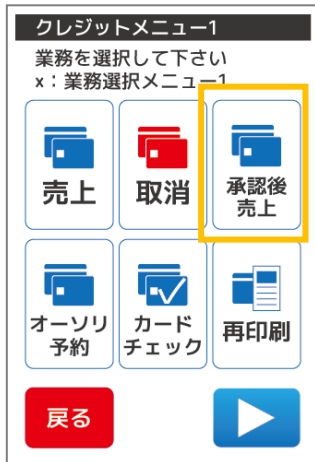 クレジットメニュー1
業務を選択して下さい
x：業務選択メニュー1
売上
取消
承認後
売上
オーソリ
予約
カード
チェック
再印刷
戻る